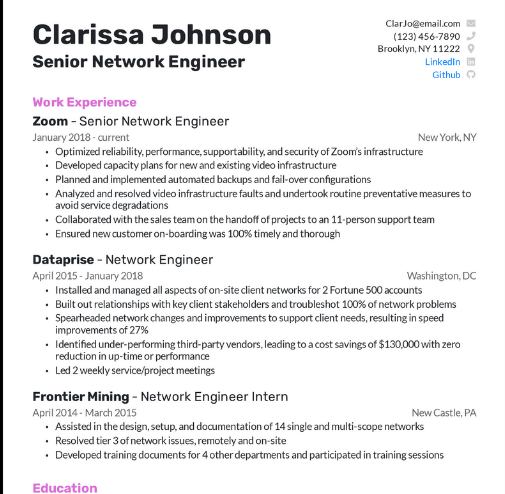 Clarissa Johnson
Senior Network Engineer
ClarJo@email.com
(123) 456-7890
Brooklyn, NY 11222
LinkedIn
Github
Work Experience
Zoom - Senior Network Engineer
January 2018 - current New York, NY
• Optimized reliability, performance, supportability, and security of Zoom's infrastructure
• Developed capacity plans for new and existing video infrastructure
• Planned and implemented automated backups and fail-over configurations
• Analyzed and resolved video infrastructure faults and undertook routine preventative measures to
avoid service degradations
• Collaborated with the sales team on the handoff of projects to an 11-person support team
• Ensured new customer on-boarding was 100% timely and thorough
Dataprise - Network Engineer
April 2015 - January 2018 Washington, DC
• Installed and managed all aspects of on-site client networks for 2 Fortune 500 accounts
• Built out relationships with key client stakeholders and troubleshot 100% of network problems
• Spearheaded network changes and improvements to support client needs, resulting in speed
improvements of 27%
• Identified under-performing third-party vendors, leading to a cost savings of $130,000 with zero
reduction in up-time or performance
• Led 2 weekly service/project meetings
Frontier Mining - Network Engineer Intern
April 2014 - March 2015 New Castle, PA
• Assisted in the design, setup, and documentation of 14 single and multi-scope networks
• Resolved tier 3 of network issues, remotely and on-site
• Developed training documents for 4 other departments and participated in training sessions
Education